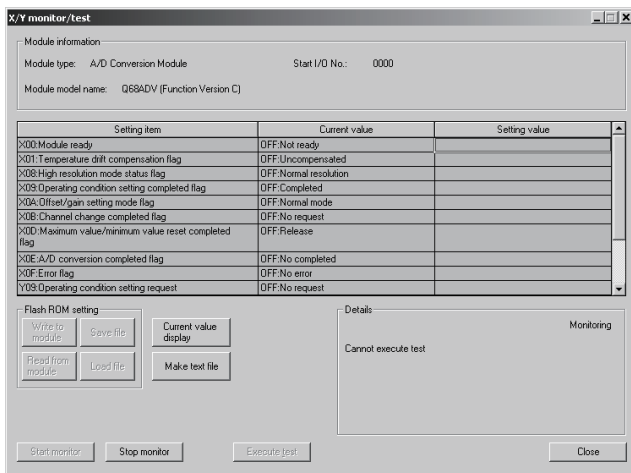 X/Y monitor/test
Module information
Module type: A/D Conversion Module Start I/O No.: 0000
Module model name: Q68ADV (Function Version C)
Setting item Current value Setting value
X00:Module ready OFF:Not ready
X01:Temperature drift compensation flag OFF:Uncompensated
X08:High resolution mode status flag OFF:Normal resolution
X09:Operating condition setting completed flag OFF:Completed
X0A:Offset/gain setting mode flag OFF:Normal mode
X0B:Channel change completed flag OFF:No request
X0D:Maximum value/minimum value reset completed OFF:Release
flag
X0E:A/D conversion completed flag OFF:No completed
X0F:Error flag OFF:No error
Y09:Operating condition setting request OFF:No request
Flash ROM setting
Write to
module
Save file
Current value
display
Read from
module
Load file
Make text file
Details
Monitoring
Cannot execute test
Start monitor
Stop monitor
Execute test
Close